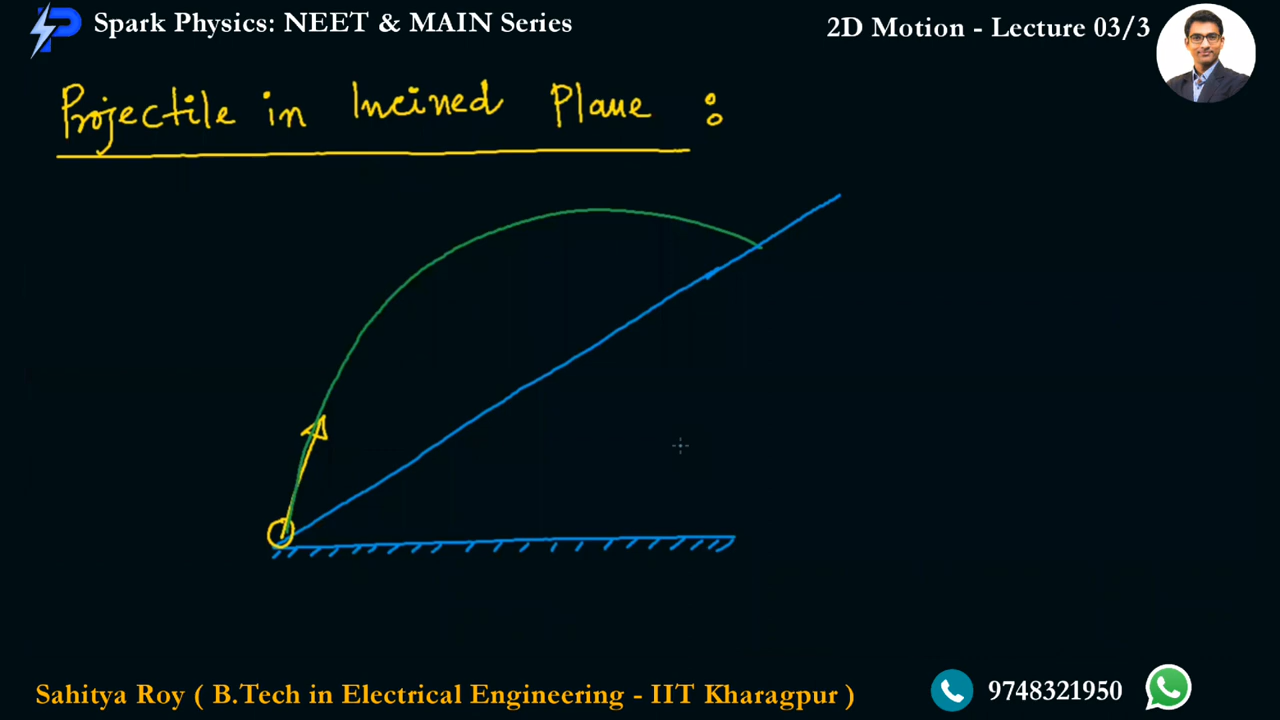 Spark Physics: NEET & MAIN Series
2D Motion - Lecture 03/3
Projectile in Incined Plane :
Sahitya Roy ( B.Tech in Electrical Engineering - IIT Kharagpur )
9748321950